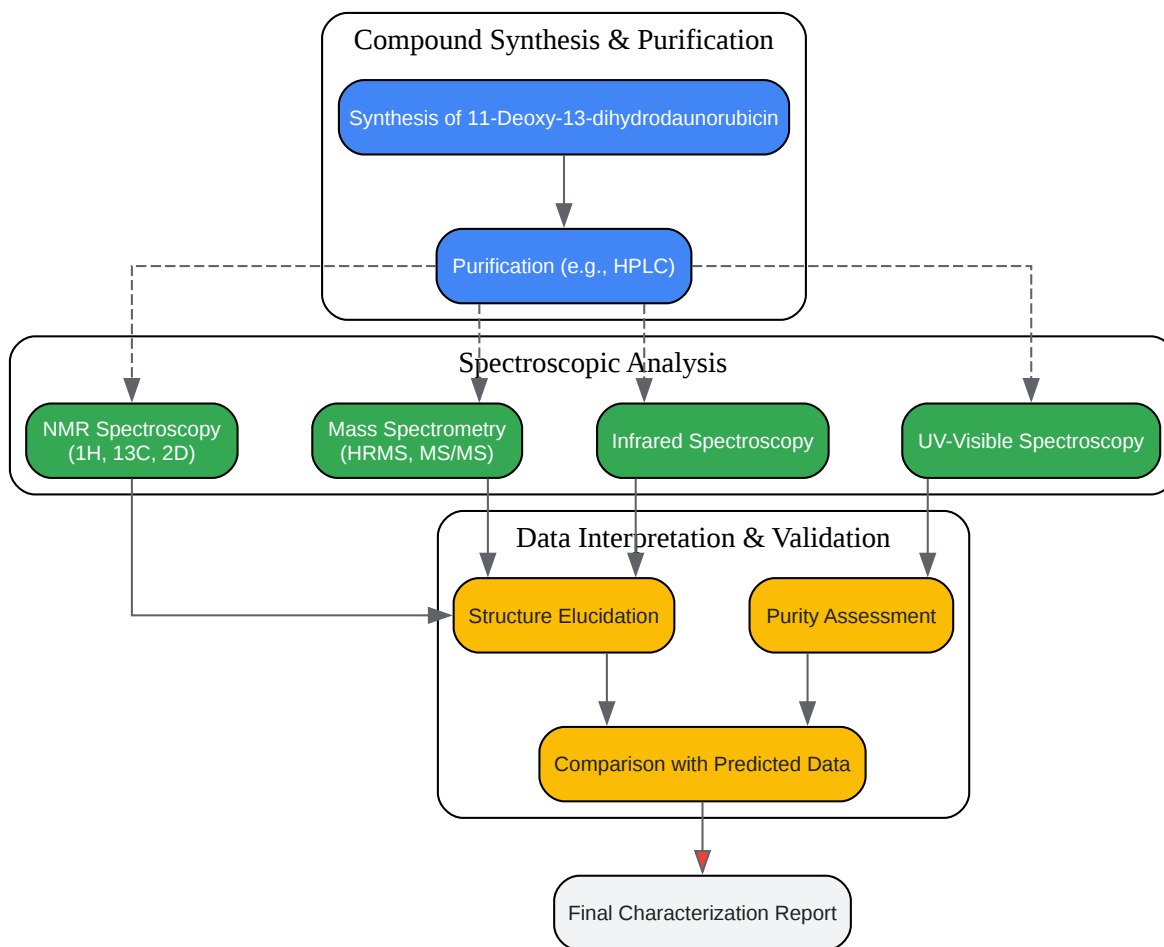 Compound Synthesis & Purification
Synthesis of 11-Deoxy-13-dihydrodaunorubicin
Purification (e.g., HPLC)
Spectroscopic Analysis
NMR Spectroscopy
(1H, 13C, 2D)
Mass Spectrometry
(HRMS, MS/MS)
Infrared Spectroscopy
UV-Visible Spectroscopy
Data Interpretation & Validation
Structure Elucidation
Purity Assessment
Comparison with Predicted Data
Final Characterization Report